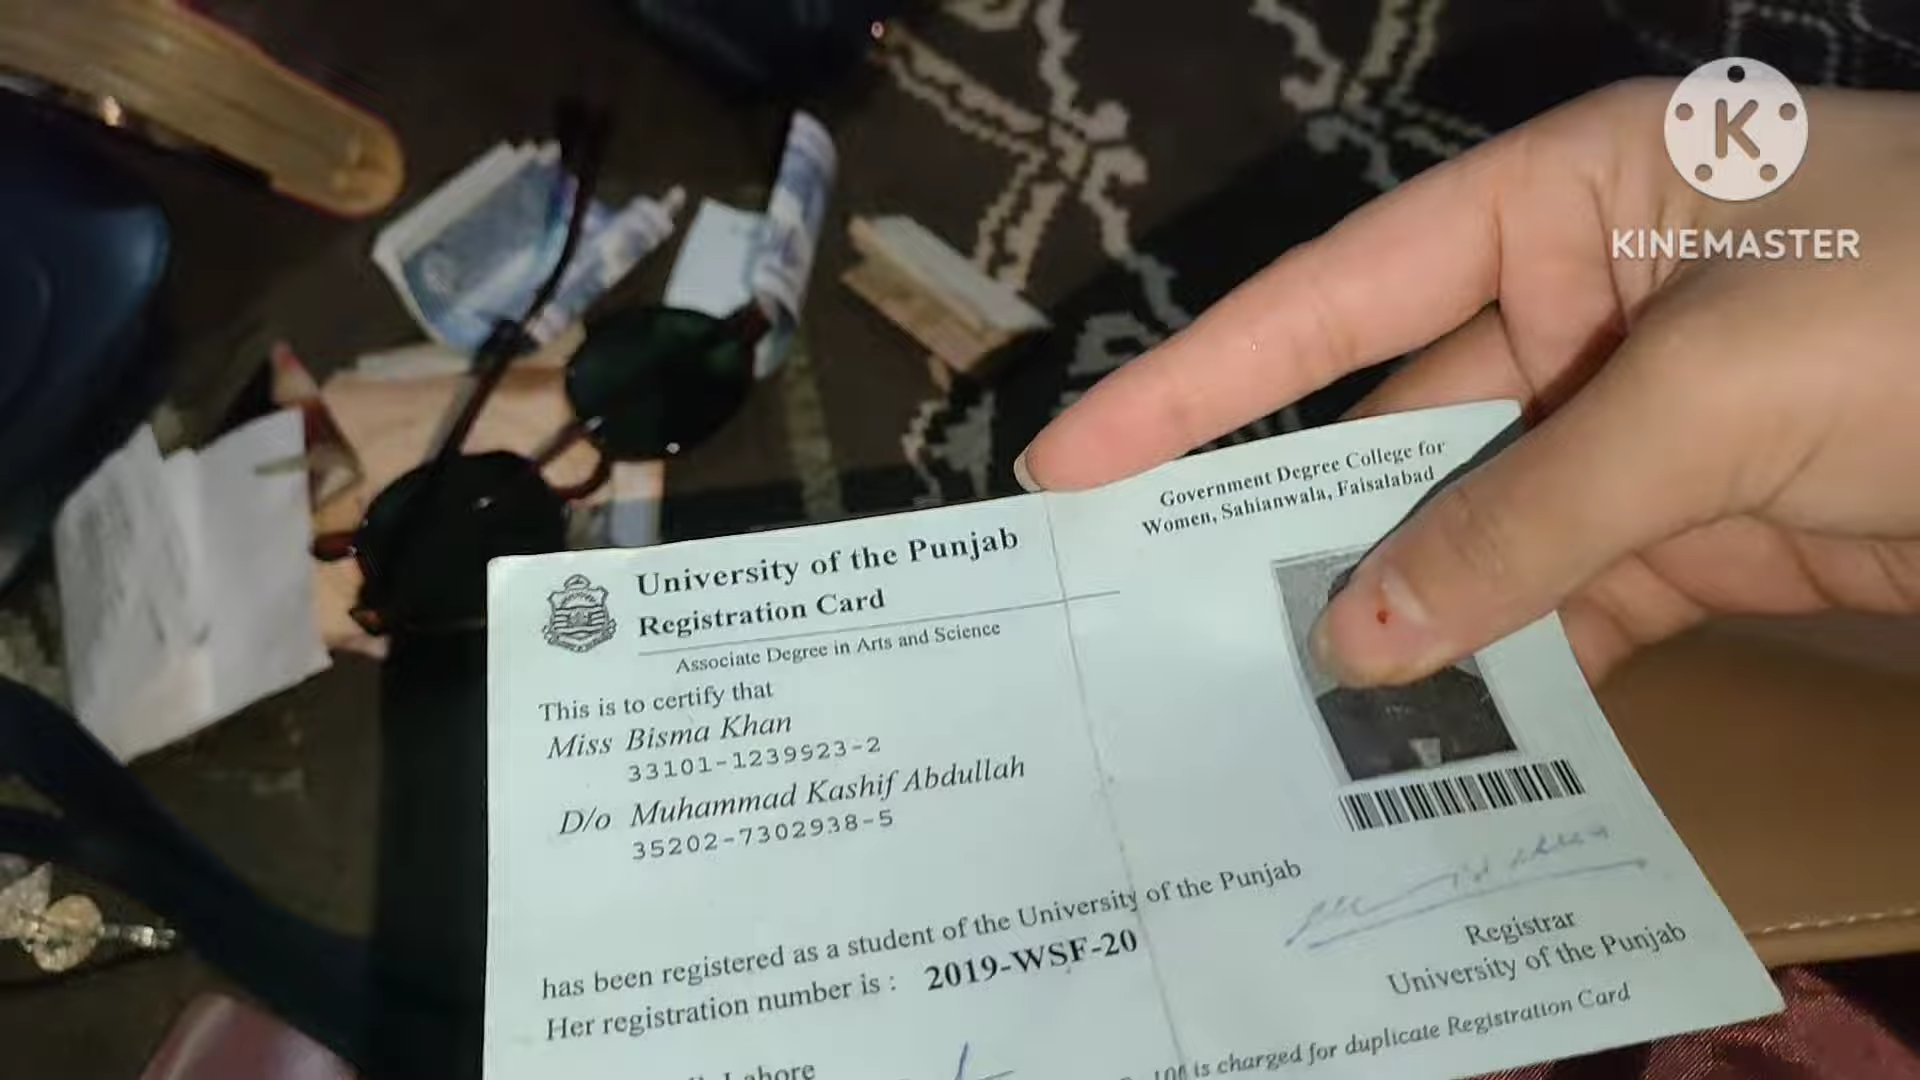 K
KINEMASTER
Government Degree College for
Women, Sahianwala, Faisalabad
University of the Punjab
Registration Card
Associate Degree in Arts and Science
This is to certify that
Miss Bisma Khan
33101-1239923-2
D/o Muhammad Kashif Abdullah
35202-7302938-5
has been registered as a student of the University of the Punjab
Her registration number is : 2019-WSF-20
Registrar
University of the Punjab
Lahore
is charged for duplicate Registration Card